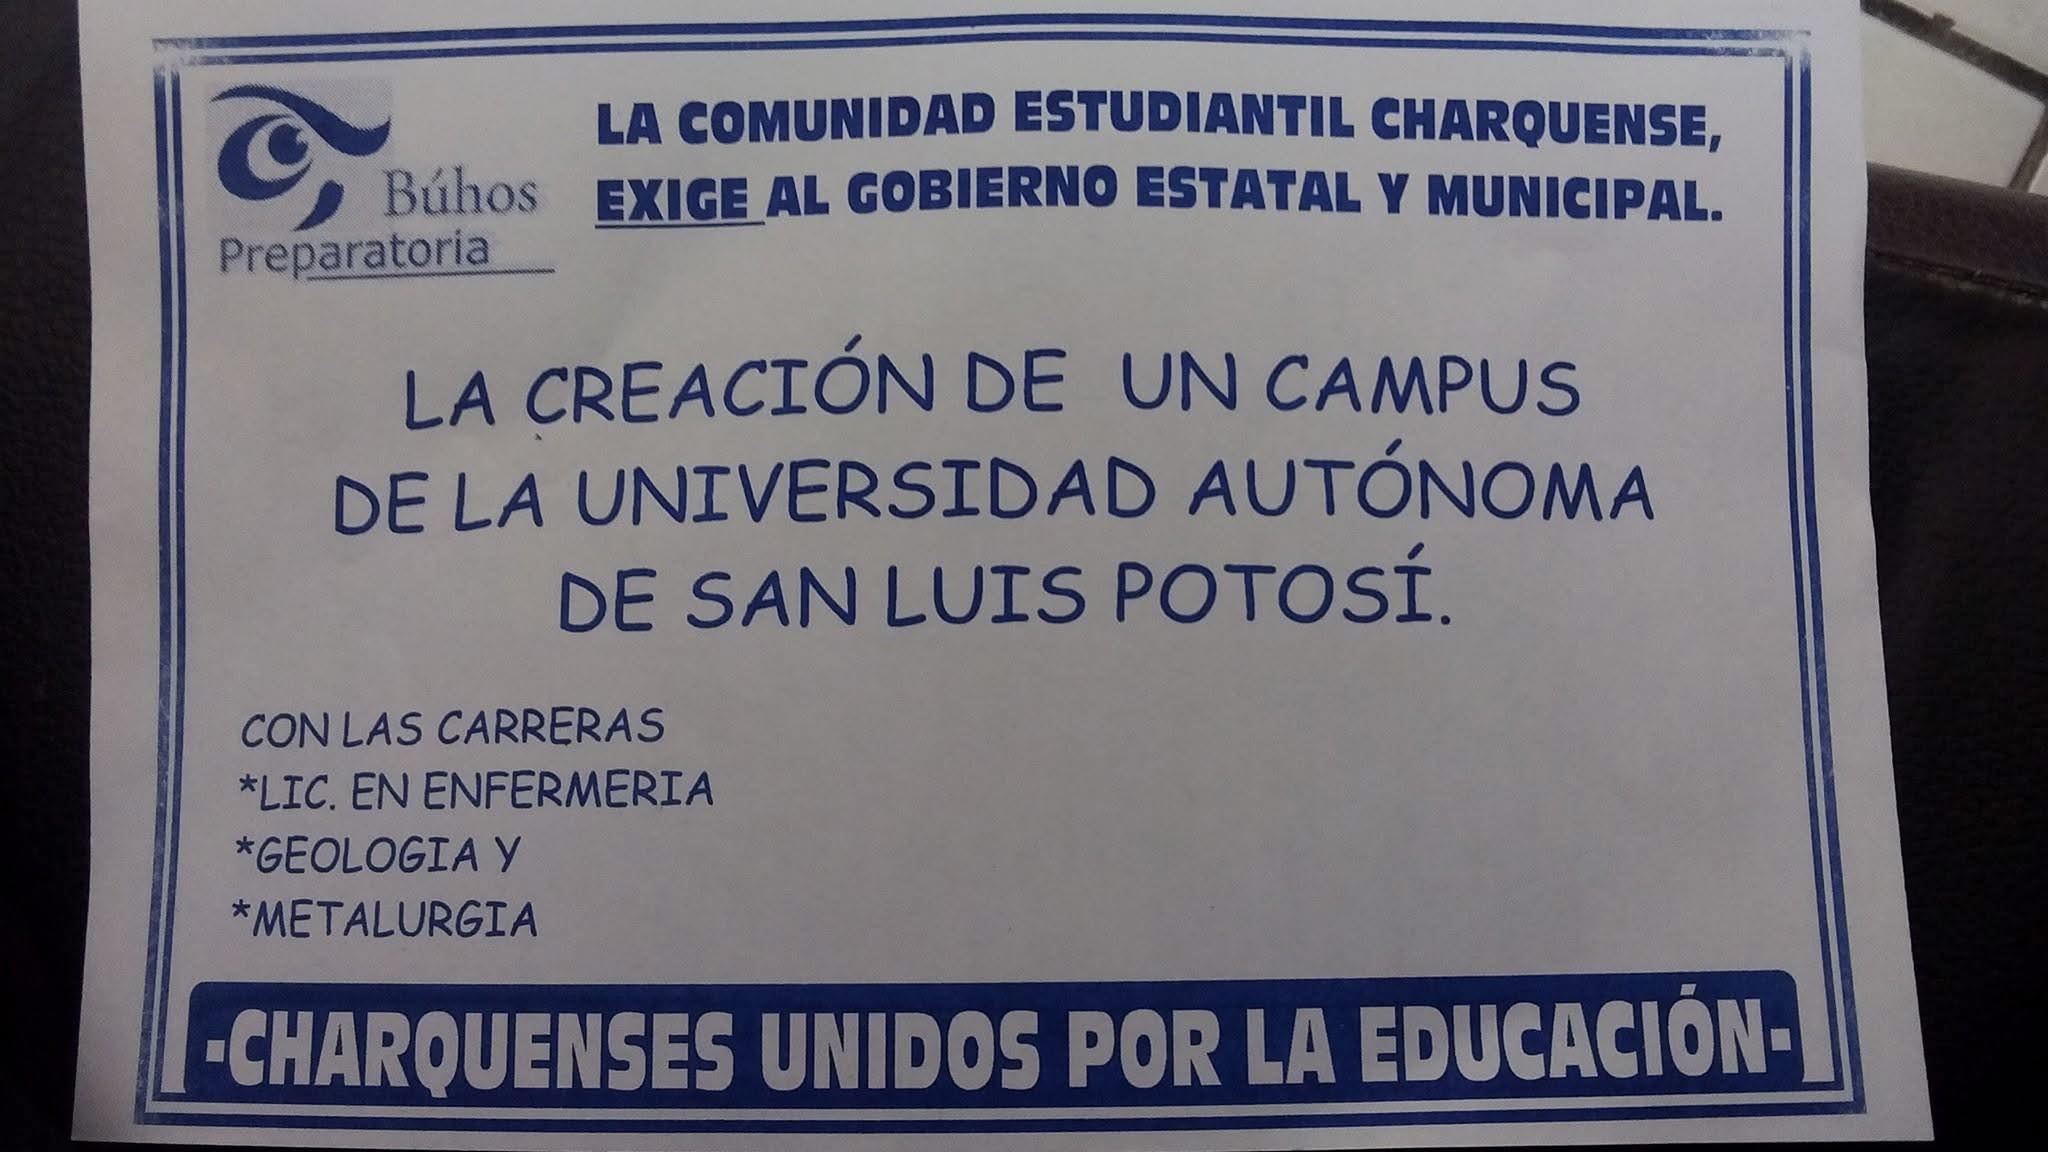 Búhos
Preparatoria
LA COMUNIDAD ESTUDIANTIL CHARQUENSE,
EXIGE AL GOBIERNO ESTATAL Y MUNICIPAL.
LA CREACIÓN DE UN CAMPUS
DE LA UNIVERSIDAD AUTÓNOMA
DE SAN LUIS POTOSÍ.
CON LAS CARRERAS
*LIC. EN ENFERMERIA
*GEOLOGIA Y
*METALURGIA
-CHARQUENSES UNIDOS POR LA EDUCACIÓN-